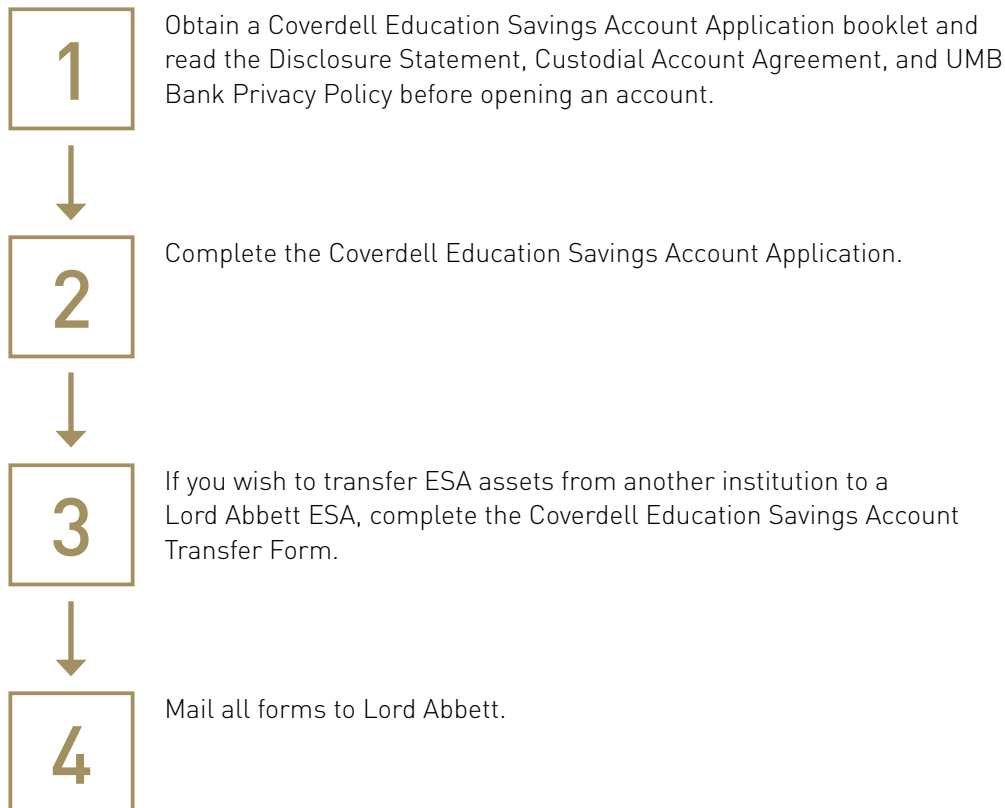 1
Obtain a Coverdell Education Savings Account Application booklet and
read the Disclosure Statement, Custodial Account Agreement, and UMB
Bank Privacy Policy before opening an account.
2
Complete the Coverdell Education Savings Account Application.
3
If you wish to transfer ESA assets from another institution to a
Lord Abbett ESA, complete the Coverdell Education Savings Account
Transfer Form.
4
Mail all forms to Lord Abbett.